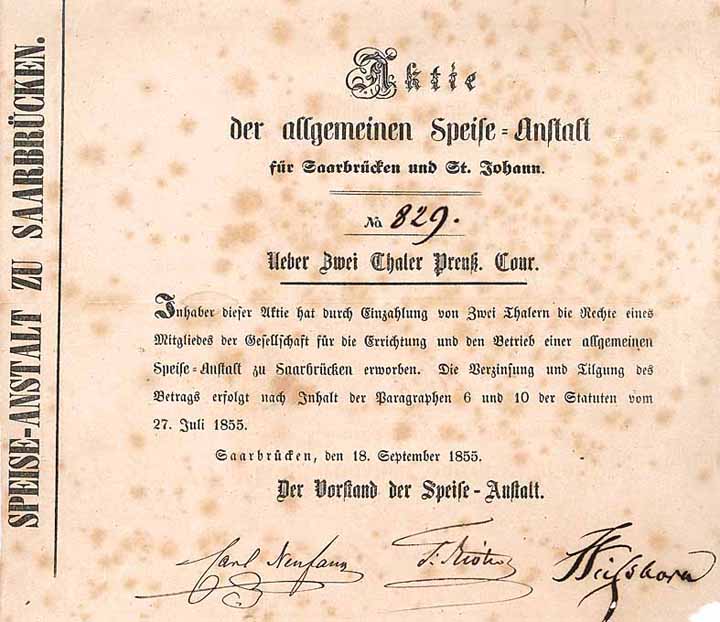 SPEISE-ANSTALT ZU SAARBRÜCKEN.
Aktie
der allgemeinen Speise-Anstalt
für Saarbrücken und St. Johann.
No 829.
Ueber Zwei Thaler Preuß. Cour.
Inhaber dieser Aktie hat durch Einzahlung von Zwei Thalern die Rechte eines
Mitgliedes der Gesellschaft für die Errichtung und den Betrieb einer allgemeinen
Speise-Anstalt zu Saarbrücken erworben. Die Verzinsung und Tilgung des
Betrags erfolgt nach Inhalt der Paragraphen 6 und 10 der Statuten vom
27. Juli 1855.
Saarbrücken, den 18. September 1855.
Der Vorstand der Speise-Anstalt.
Carl